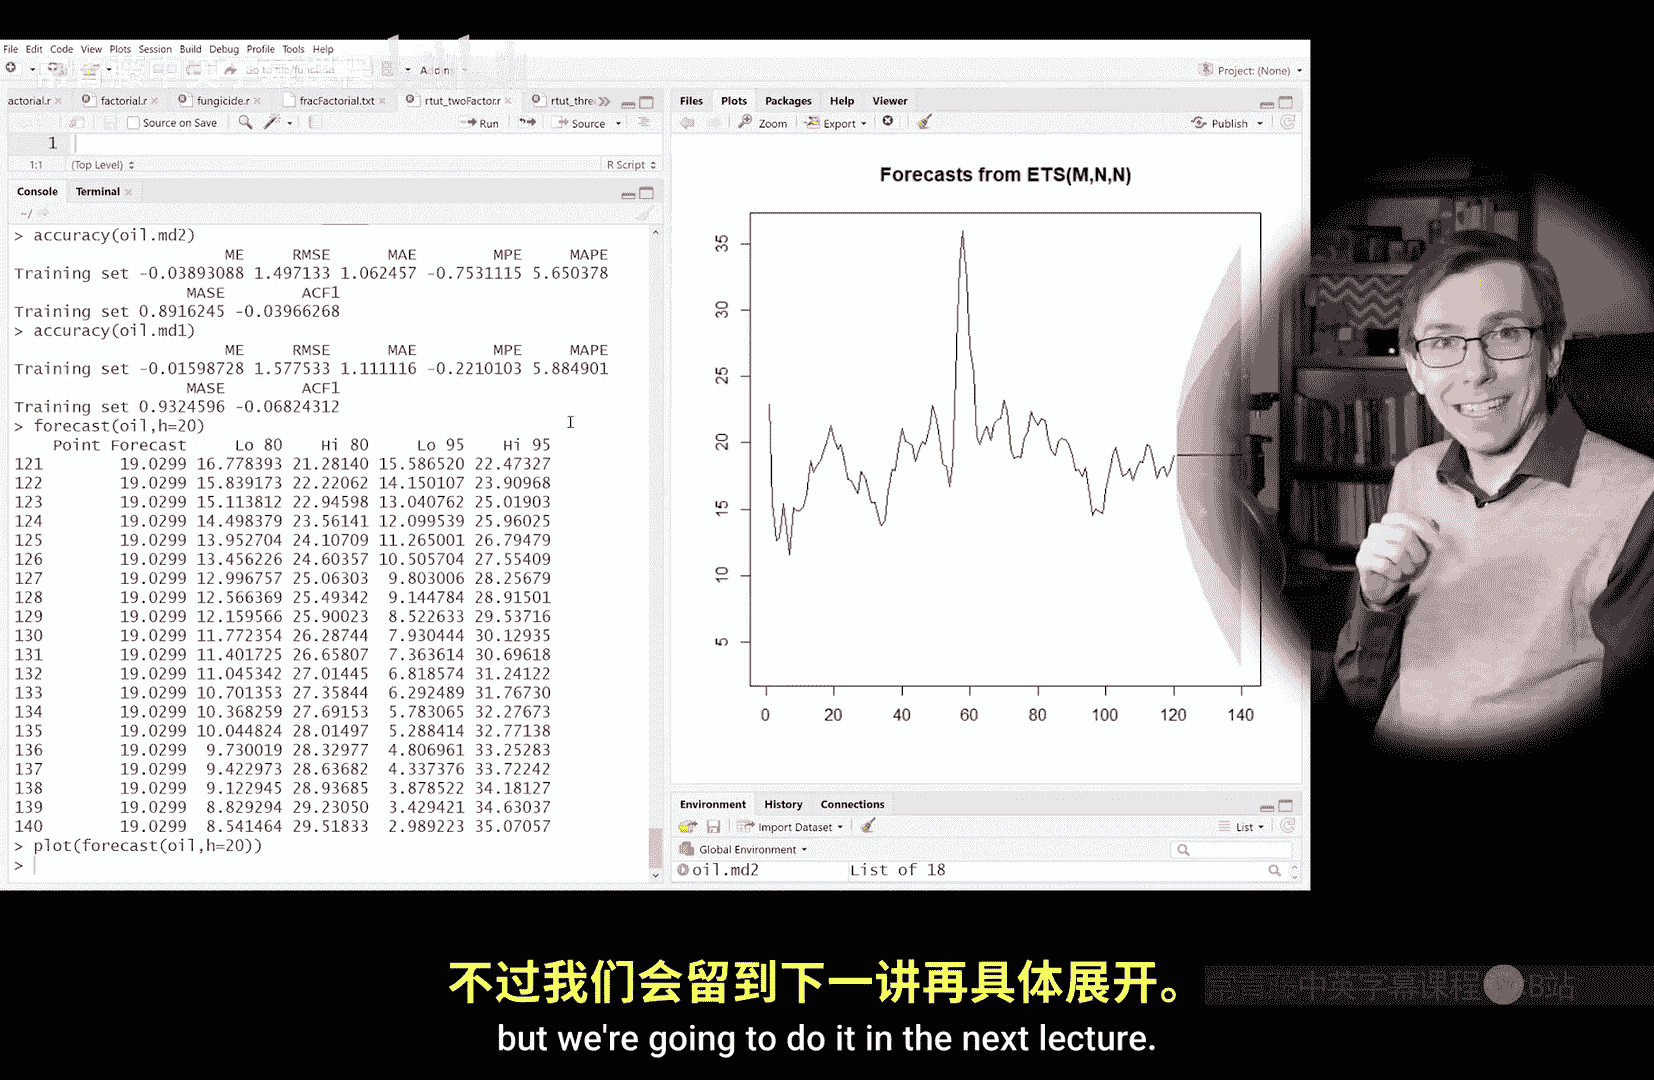 File Edit Code View Plots Session Build Debug Profile Tools Help
Go to file/function
Addins
Project: (None)
actorial.r
factorial.r
fungicide.r
fracFactorial.txt
rtut_twoFactor.r
rtut_thre
Source on Save
Run
Source
1
1:1
(Top Level)
R Script
Console
Terminal
~/
> accuracy(oil.md2)
ME RMSE MAE MPE MAPE
Training set -0.03893088 1.497133 1.062457 -0.7531115 5.650378
MASE ACF1
Training set 0.8916245 -0.03966268
> accuracy(oil.md1)
ME RMSE MAE MPE MAPE
Training set -0.01598728 1.577533 1.111116 -0.2210103 5.884901
MASE ACF1
Training set 0.9324596 -0.06824312
> forecast(oil,h=20)
Point Forecast Lo 80 Hi 80 Lo 95 Hi 95
121 19.0299 16.778393 21.28140 15.586520 22.47327
122 19.0299 15.839173 22.22062 14.150107 23.90968
123 19.0299 15.113812 22.94598 13.040762 25.01903
124 19.0299 14.498379 23.56141 12.099539 25.96025
125 19.0299 13.952704 24.10709 11.265001 26.79479
126 19.0299 13.456226 24.60357 10.505704 27.55409
127 19.0299 12.996757 25.06303 9.803006 28.25679
128 19.0299 12.566369 25.49342 9.144784 28.91501
129 19.0299 12.159566 25.90023 8.522633 29.53716
130 19.0299 11.772354 26.28744 7.930444 30.12935
131 19.0299 11.401725 26.65807 7.363614 30.69618
132 19.0299 11.045342 27.01445 6.818574 31.24122
133 19.0299 10.701353 27.35844 6.292489 31.76730
134 19.0299 10.368259 27.69153 5.783065 32.27673
135 19.0299 10.044824 28.01497 5.288414 32.77138
136 19.0299 9.730019 28.32977 4.806961 33.25283
137 19.0299 9.422973 28.63682 4.337376 33.72242
138 19.0299 9.122945 28.93685 3.878522 34.18127
139 19.0299 8.829294 29.23050 3.429421 34.63037
140 19.0299 8.541464 29.51833 2.989223 35.07057
> plot(forecast(oil,h=20))
>
Files Plots Packages Help Viewer
Zoom
Export
Publish
Forecasts from ETS(M,N,N)
35
30
25
20
15
10
5
0 20 40 60 80 100 120 140
Environment History Connections
Import Dataset
List
Global Environment
oil.md2 List of 18
不过我们会留到下一讲再具体展开。
常青藤中英字幕课程 B站
but we're going to do it in the next lecture.